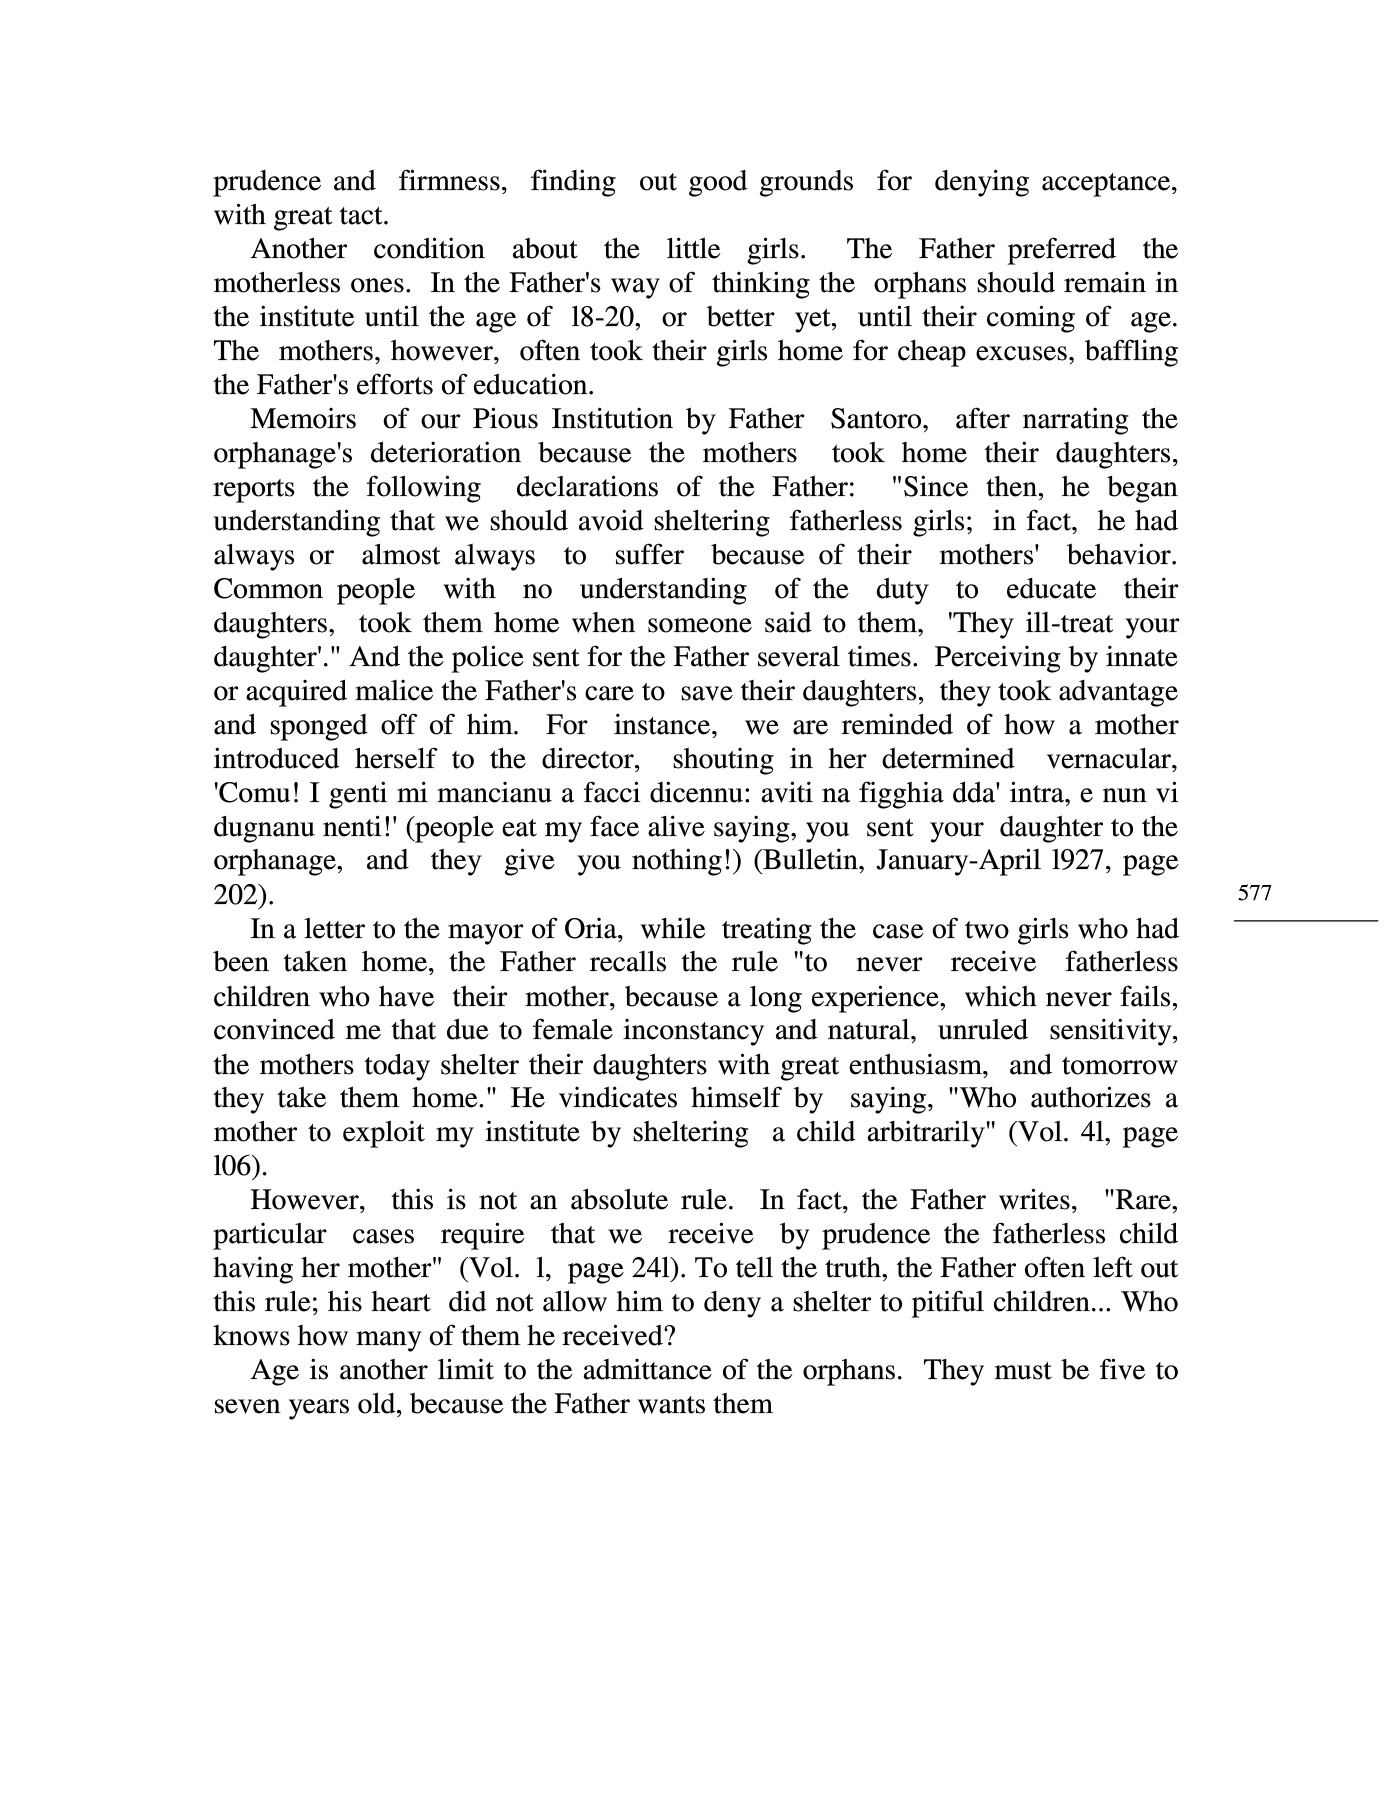 prudence and firmness, finding out good grounds for denying acceptance,
with great tact.
Another condition about the little girls. The Father preferred the
motherless ones. In the Father's way of thinking the orphans should remain in
the institute until the age of 18-20, or better yet, until their coming of age.
The mothers, however, often took their girls home for cheap excuses, baffling
the Father's efforts of education.
Memoirs of our Pious Institution by Father Santoro, after narrating the
orphanage's deterioration because the mothers took home their daughters,
reports the following declarations of the Father: "Since then, he began
understanding that we should avoid sheltering fatherless girls; in fact, he had
always or almost always to suffer because of their mothers' behavior.
Common people with no understanding of the duty to educate their
daughters, took them home when someone said to them, 'They ill-treat your
daughter'." And the police sent for the Father several times. Perceiving by innate
or acquired malice the Father's care to save their daughters, they took advantage
and sponged off of him. For instance, we are reminded of how a mother
introduced herself to the director, shouting in her determined vernacular,
'Comu! I genti mi mancianu a facci dicennu: aviti na figghia dda' intra, e nun vi
dugnanu nenti!' (people eat my face alive saying, you sent your daughter to the
orphanage, and they give you nothing!) (Bulletin, January-April 1927, page
202).
577
In a letter to the mayor of Oria, while treating the case of two girls who had
been taken home, the Father recalls the rule "to never receive fatherless
children who have their mother, because a long experience, which never fails,
convinced me that due to female inconstancy and natural, unruled sensitivity,
the mothers today shelter their daughters with great enthusiasm, and tomorrow
they take them home." He vindicates himself by saying, "Who authorizes a
mother to exploit my institute by sheltering a child arbitrarily" (Vol. 41, page
106).
However, this is not an absolute rule. In fact, the Father writes, "Rare,
particular cases require that we receive by prudence the fatherless child
having her mother" (Vol. 1, page 241). To tell the truth, the Father often left out
this rule; his heart did not allow him to deny a shelter to pitiful children... Who
knows how many of them he received?
Age is another limit to the admittance of the orphans. They must be five to
seven years old, because the Father wants them